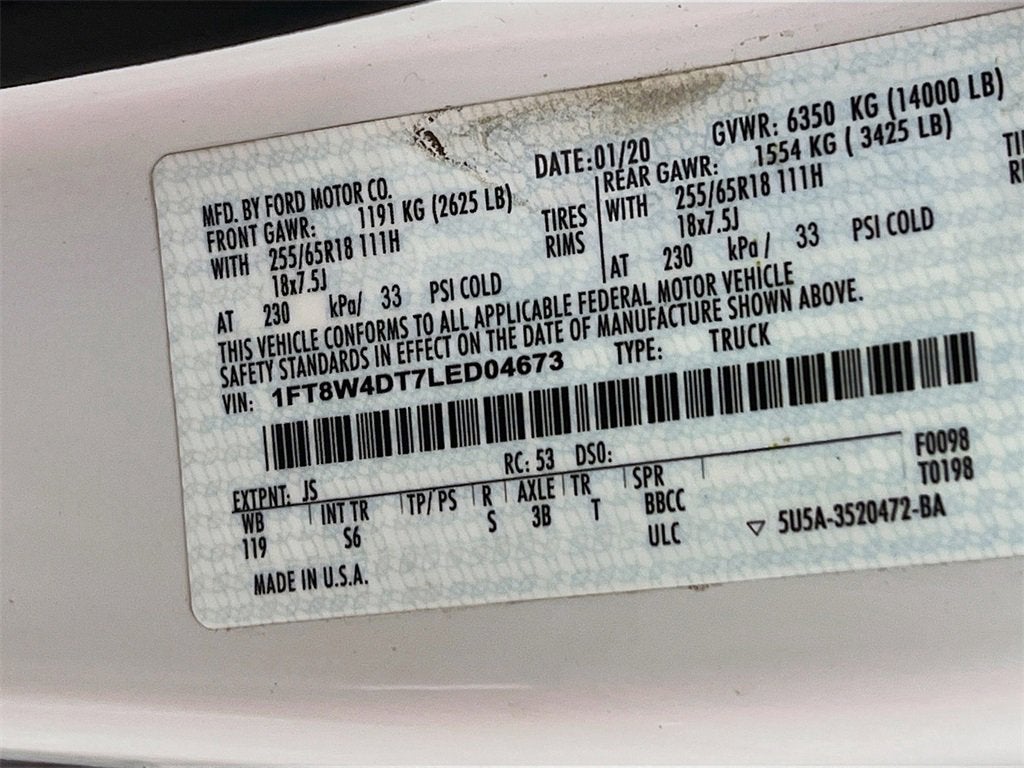 DATE:01/20 GVWR: 6350 KG (14000 LB)
MFD. BY FORD MOTOR CO.
FRONT GAWR: 1191 KG (2625 LB) REAR GAWR: 1554 KG ( 3425 LB)
WITH 255/65R18 111H TIRES WITH 255/65R18 111H
18x7.5J RIMS 18x7.5J
AT 230 kPa/ 33 PSI COLD AT 230 kPa / 33 PSI COLD
THIS VEHICLE CONFORMS TO ALL APPLICABLE FEDERAL MOTOR VEHICLE
SAFETY STANDARDS IN EFFECT ON THE DATE OF MANUFACTURE SHOWN ABOVE.
VIN: 1FT8W4DT7LED04673 TYPE: TRUCK
F0098
T0198
EXTPNT: JS RC: 53 DSO:
WB INT TR TP/ PS R AXLE TR SPR
119 S6 S 3B T BBCC
ULC ▽ 5U5A-3520472-BA
MADE IN U.S.A.